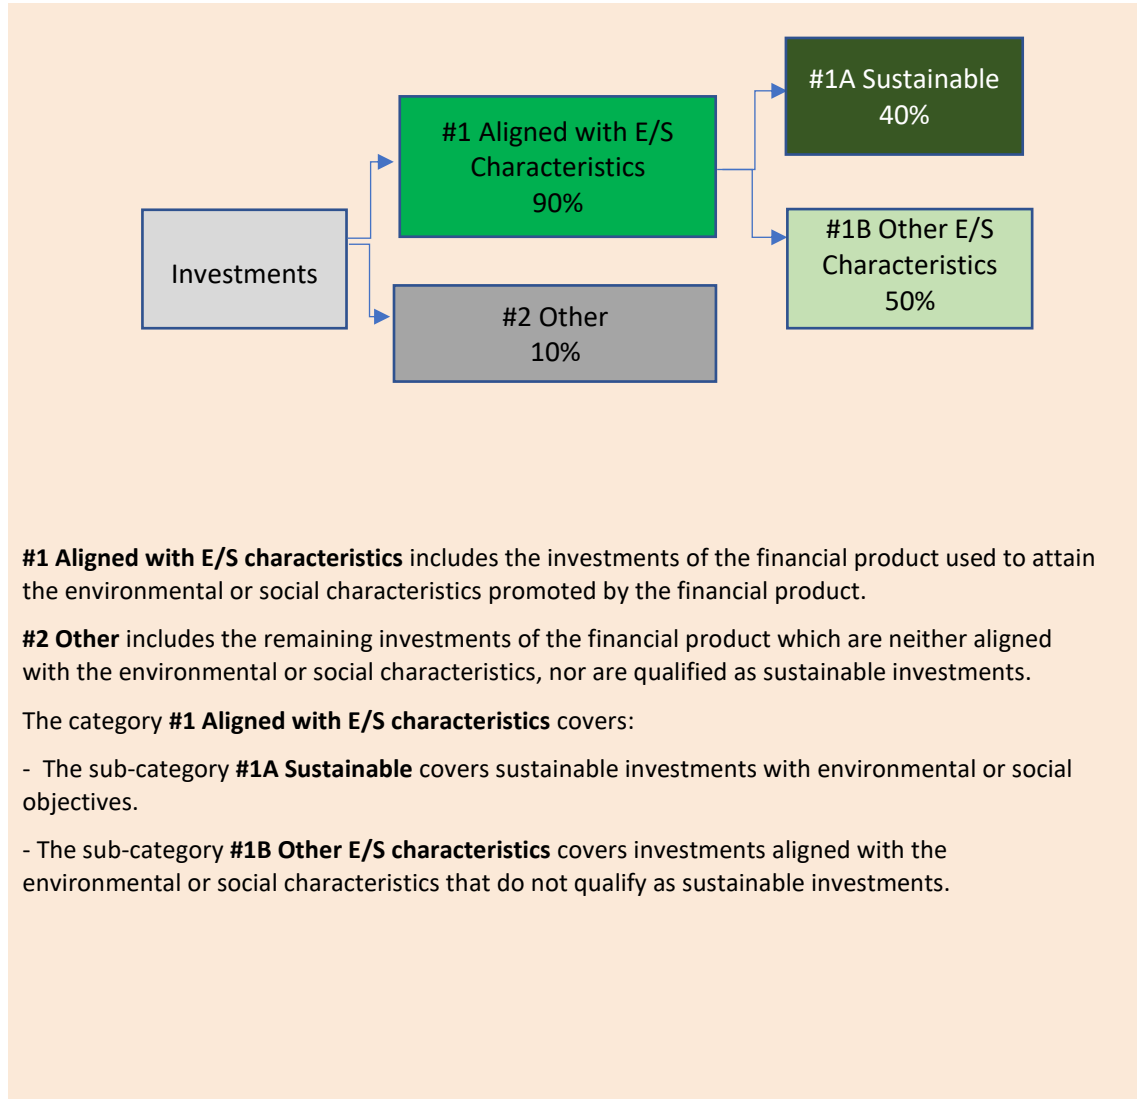 #1A Sustainable
40%
#1 Aligned with E/S
Characteristics
90%
#1B Other E/S
Characteristics
50%
Investments
#2 Other
10%
#1 Aligned with E/S characteristics includes the investments of the financial product used to attain
the environmental or social characteristics promoted by the financial product.
#2 Other includes the remaining investments of the financial product which are neither aligned
with the environmental or social characteristics, nor are qualified as sustainable investments.
The category #1 Aligned with E/S characteristics covers:
- The sub-category #1A Sustainable covers sustainable investments with environmental or social
objectives.
- The sub-category #1B Other E/S characteristics covers investments aligned with the
environmental or social characteristics that do not qualify as sustainable investments.